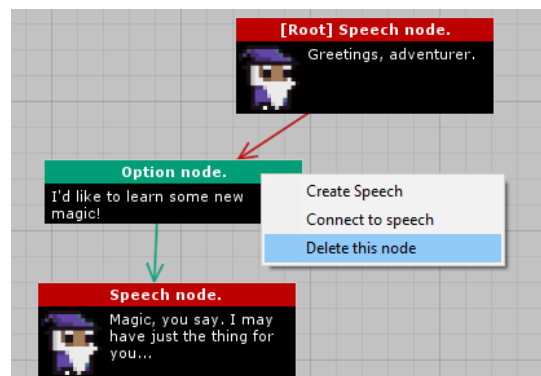 [Root] Speech node.
Greetings, adventurer.
Option node.
I'd like to learn some new
magic!
Create Speech
Connect to speech
Delete this node
Speech node.
Magic, you say. I may
have just the thing for
you...